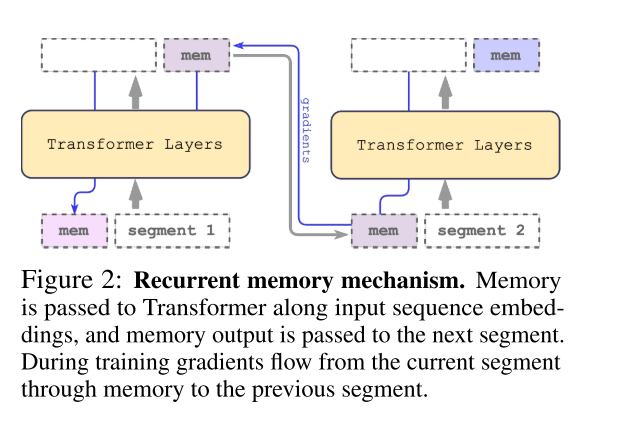 mem
mem
gradients
Transformer Layers
Transformer Layers
mem
segment 1
mem
segment 2
Figure 2: Recurrent memory mechanism. Memory
is passed to Transformer along input sequence embed-
dings, and memory output is passed to the next segment.
During training gradients flow from the current segment
through memory to the previous segment.